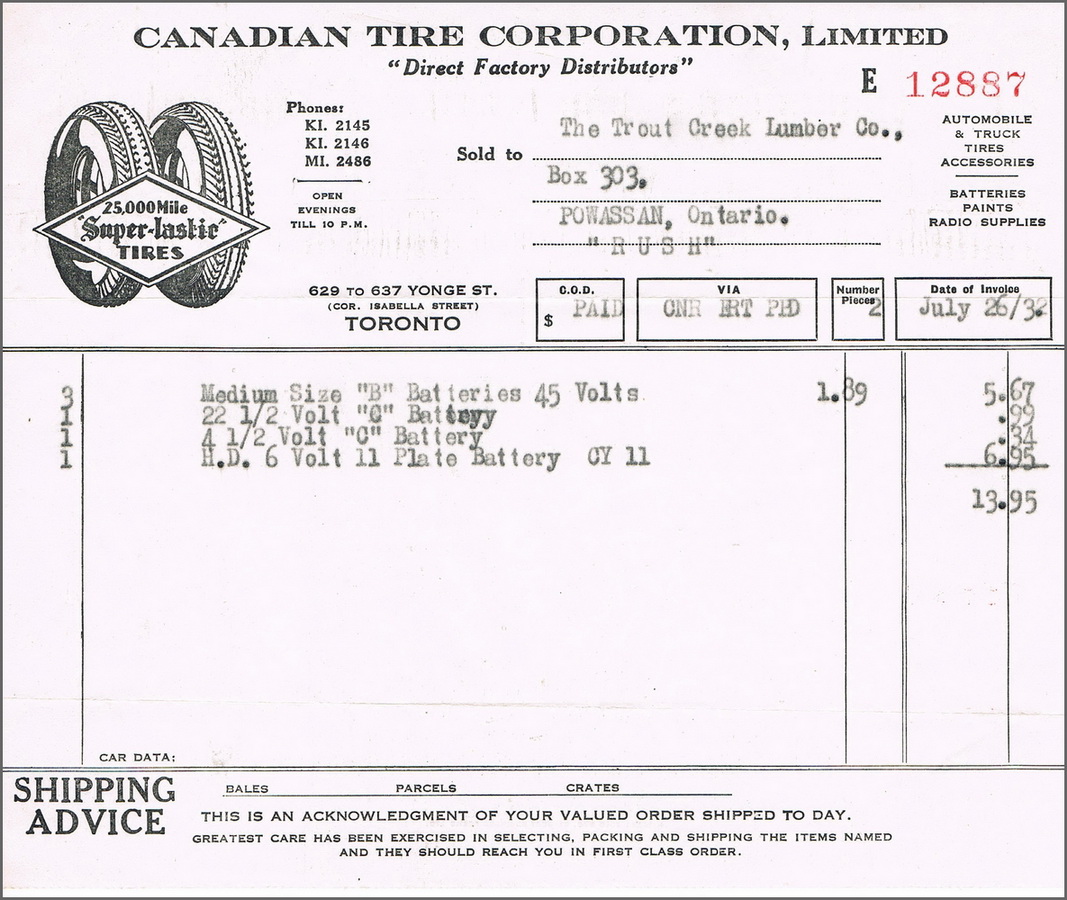 CANADIAN TIRE CORPORATION, LIMITED
"Direct Factory Distributors"
E 12887
Phones:
KI. 2145
KI. 2146
MI. 2486
OPEN
EVENINGS
TILL 10 P.M.
25,000 Mile
"Super-lastic"
TIRES
Sold to The Trout Creek Lumber Co.,
Box 303.
POWASSAN, Ontario.
"RUSH"
AUTOMOBILE
& TRUCK
TIRES
ACCESSORIES
BATTERIES
PAINTS
RADIO SUPPLIES
629 TO 637 YONGE ST.
(COR. ISABELLA STREET)
TORONTO
C.O.D.
$ PAID
VIA
CNR FRT PPD
Number
Pieces 2
Date of Invoice
July 26/32
3 Medium Size "B" Batteries 45 Volts 1.89 5.67
1 22 1/2 Volt "C" Battryy .99
1 4 1/2 Volt "C" Battery .34
1 H.D. 6 Volt 11 Plate Battery CY 11 6.95
13.95
CAR DATA:
SHIPPING
ADVICE
BALES PARCELS CRATES
THIS IS AN ACKNOWLEDGMENT OF YOUR VALUED ORDER SHIPPED TO DAY.
GREATEST CARE HAS BEEN EXERCISED IN SELECTING, PACKING AND SHIPPING THE ITEMS NAMED
AND THEY SHOULD REACH YOU IN FIRST CLASS ORDER.